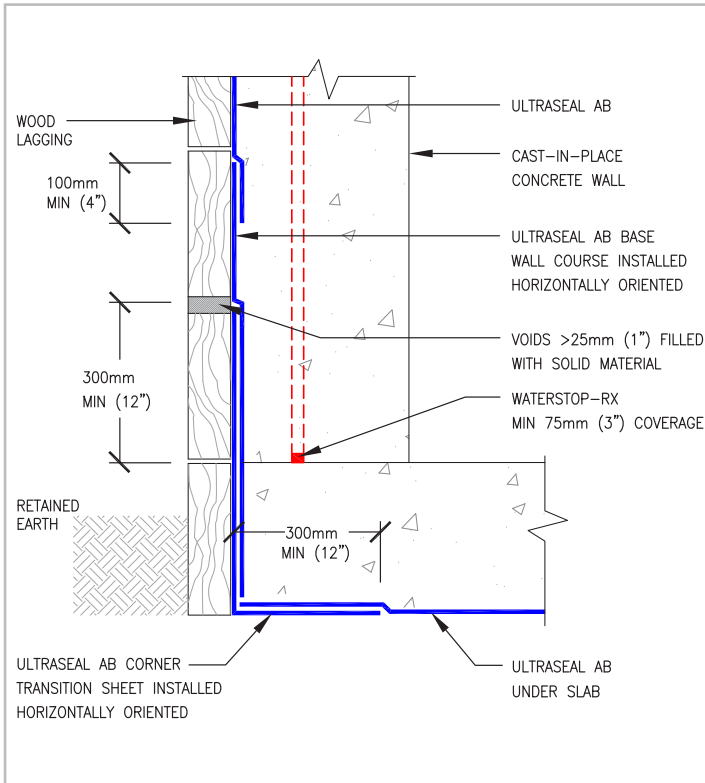 WOOD
LAGGING
100mm
MIN (4")
300mm
MIN (12")
RETAINED
EARTH
300mm
MIN (12")
ULTRASEAL AB CORNER
TRANSITION SHEET INSTALLED
HORIZONTALLY ORIENTED
ULTRASEAL AB
CAST-IN-PLACE
CONCRETE WALL
ULTRASEAL AB BASE
WALL COURSE INSTALLED
HORIZONTALLY ORIENTED
VOIDS >25mm (1") FILLED
WITH SOLID MATERIAL
WATERSTOP-RX
MIN 75mm (3") COVERAGE
ULTRASEAL AB
UNDER SLAB